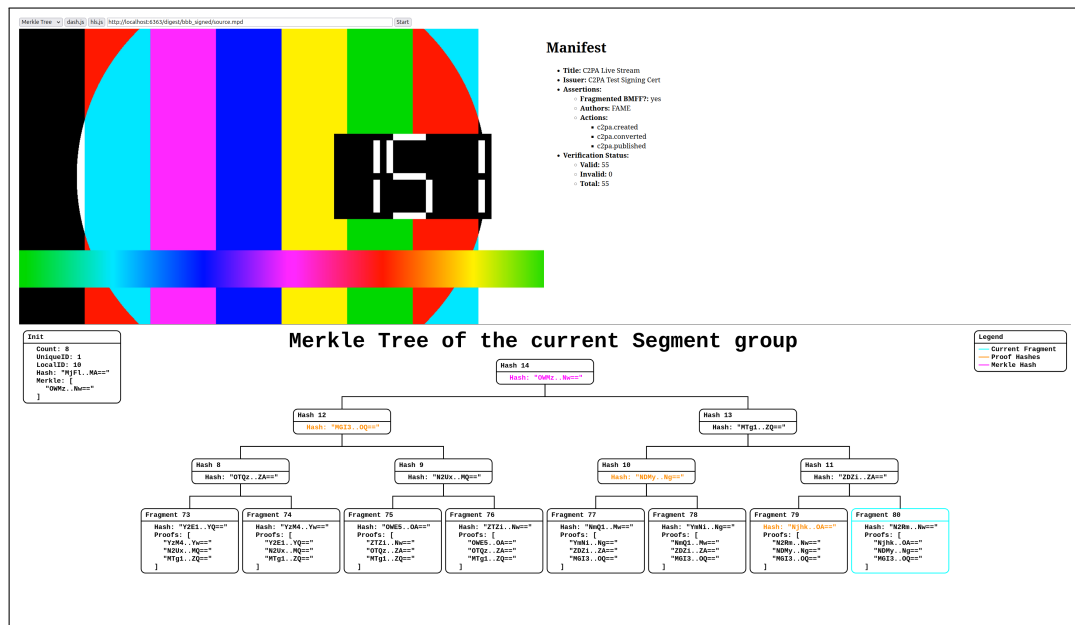 Merkle Tree dash.js hls.js http://localhost:6363/digest/bbb_signed/source.mpd Start
151
Manifest
Title: C2PA Live Stream
Issuer: C2PA Test Signing Cert
Assertions:
Fragmented BMFF?: yes
Authors: FAME
Actions:
c2pa.created
c2pa.converted
c2pa.published
Verification Status:
Valid: 55
Invalid: 0
Total: 55
Init
Count: 8
UniqueID: 1
LocalID: 10
Hash: "MjFl..MA=="
Merkle: [
"OWMz..Nw=="
]
Merkle Tree of the current Segment group
Legend
Current Fragment
Proof Hashes
Merkle Hash
Hash 14
Hash: "OWMz..Nw=="
Hash 12
Hash: "MGI3..OQ=="
Hash 13
Hash: "MTg1..ZQ=="
Hash 8
Hash: "OTQz..ZA=="
Hash 9
Hash: "N2Ux..MQ=="
Hash 10
Hash: "NDMy..Ng=="
Hash 11
Hash: "ZDZi..ZA=="
Fragment 73
Hash: "Y2E1..YQ=="
Proofs: [
"YzM4..Yw=="
"N2Ux..MQ=="
"MTg1..ZQ=="
]
Fragment 74
Hash: "YzM4..Yw=="
Proofs: [
"Y2E1..YQ=="
"N2Ux..MQ=="
"MTg1..ZQ=="
]
Fragment 75
Hash: "OWE5..OA=="
Proofs: [
"ZTZi..Nw=="
"OTQz..ZA=="
"MTg1..ZQ=="
]
Fragment 76
Hash: "ZTZi..Nw=="
Proofs: [
"OWE5..OA=="
"OTQz..ZA=="
"MTg1..ZQ=="
]
Fragment 77
Hash: "NmQ1..Mw=="
Proofs: [
"YmNi..Ng=="
"ZDZi..ZA=="
"MGI3..OQ=="
]
Fragment 78
Hash: "YmNi..Ng=="
Proofs: [
"NmQ1..Mw=="
"ZDZi..ZA=="
"MGI3..OQ=="
]
Fragment 79
Hash: "Njhk..OA=="
Proofs: [
"N2Rm..Nw=="
"NDMy..Ng=="
"MGI3..OQ=="
]
Fragment 80
Hash: "N2Rm..Nw=="
Proofs: [
"Njhk..OA=="
"NDMy..Ng=="
"MGI3..OQ=="
]